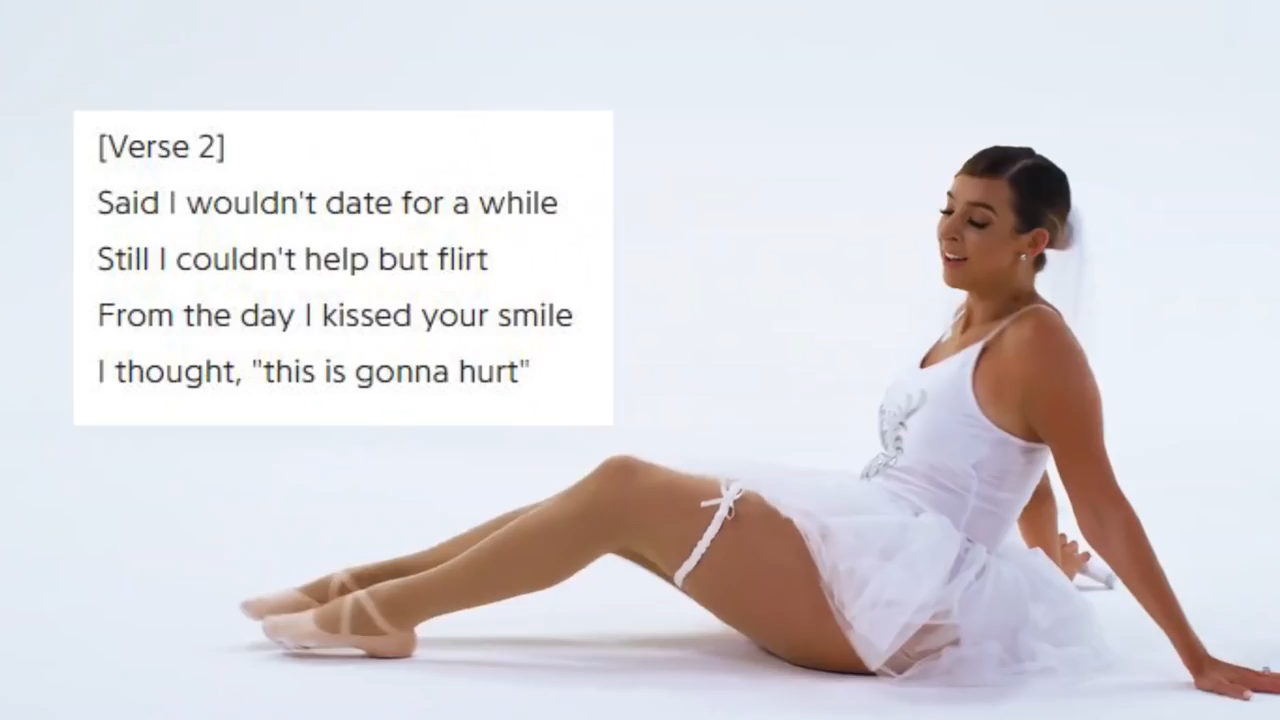 [Verse 2]
Said I wouldn't date for a while
Still I couldn't help but flirt
From the day I kissed your smile
I thought, "this is gonna hurt"